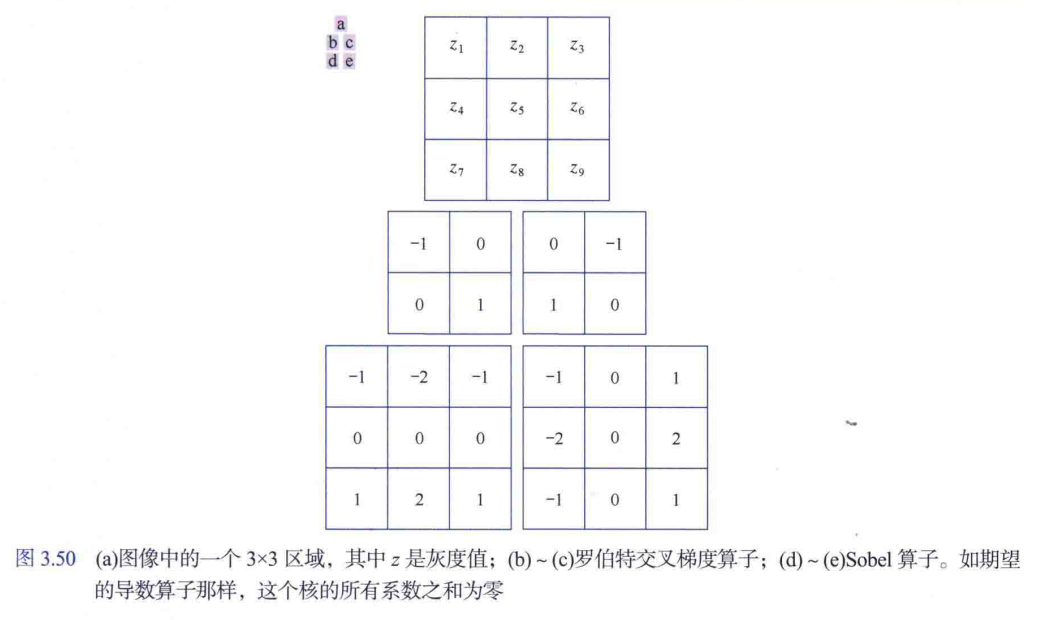 a
b c
d e
z₁ z₂ z₃
z₄ z₅ z₆
z₇ z₈ z₉
-1 0 0 -1
0 1 1 0
-1 -2 -1 -1 0 1
0 0 0 -2 0 2
1 2 1 -1 0 1
图 3.50 (a)图像中的一个 3×3 区域，其中 z 是灰度值；(b) ~ (c)罗伯特交叉梯度算子；(d) ~ (e)Sobel 算子。如期望
的导数算子那样，这个核的所有系数之和为零